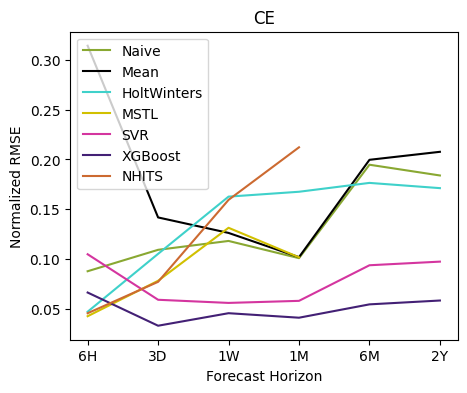 CE
Normalized RMSE
0.30
0.25
0.20
0.15
0.10
0.05
Naive
Mean
HoltWinters
MSTL
SVR
XGBoost
NHITS
6H 3D 1W 1M 6M 2Y
Forecast Horizon